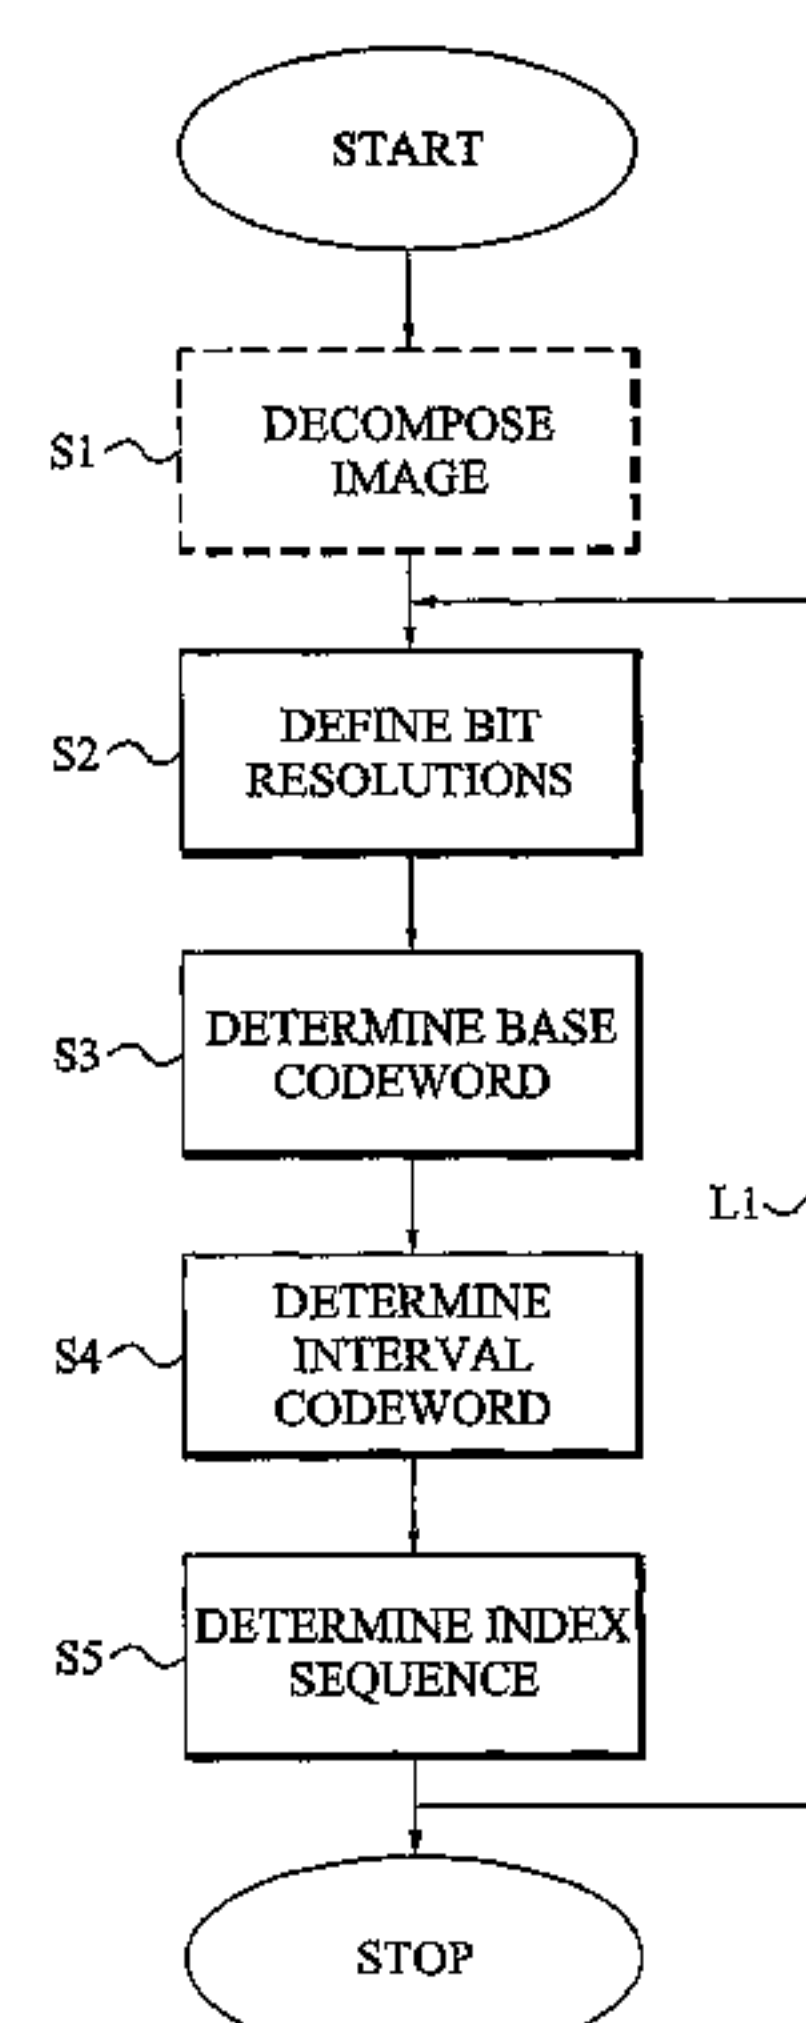 START
S1
DECOMPOSE
IMAGE
S2
DEFINE BIT
RESOLUTIONS
S3
DETERMINE BASE
CODEWORD
L1
S4
DETERMINE
INTERVAL
CODEWORD
S5
DETERMINE INDEX
SEQUENCE
STOP